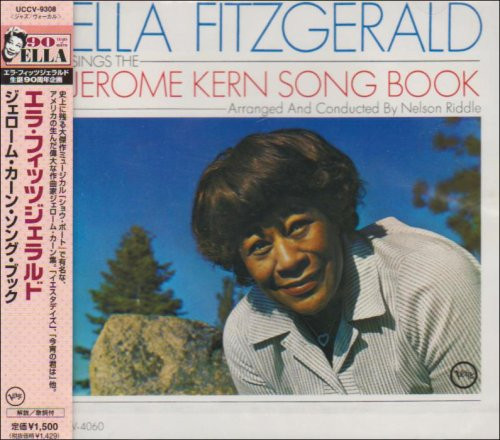 UCCV-9308
〈ジャズ/ヴォーカル〉
90
ELLA
エラ・フィッツジェラルド
生誕90周年企画
史上に残る大傑作ミュージカル「ショウ・ボート」で有名な、
アメリカの生んだ偉大な作曲家ジェローム・カーン集。「イエスタデイズ」、「今宵の君は」他。
エラ・フィッツジェラルド
ジェローム・カーン・ソング・ブック
Verve
解説/歌詞付
定価¥1,500
(税抜価格¥1,429)
ELLA FITZGERALD
SINGS THE
JEROME KERN SONG BOOK
Arranged And Conducted By Nelson Riddle
Verve
-4060